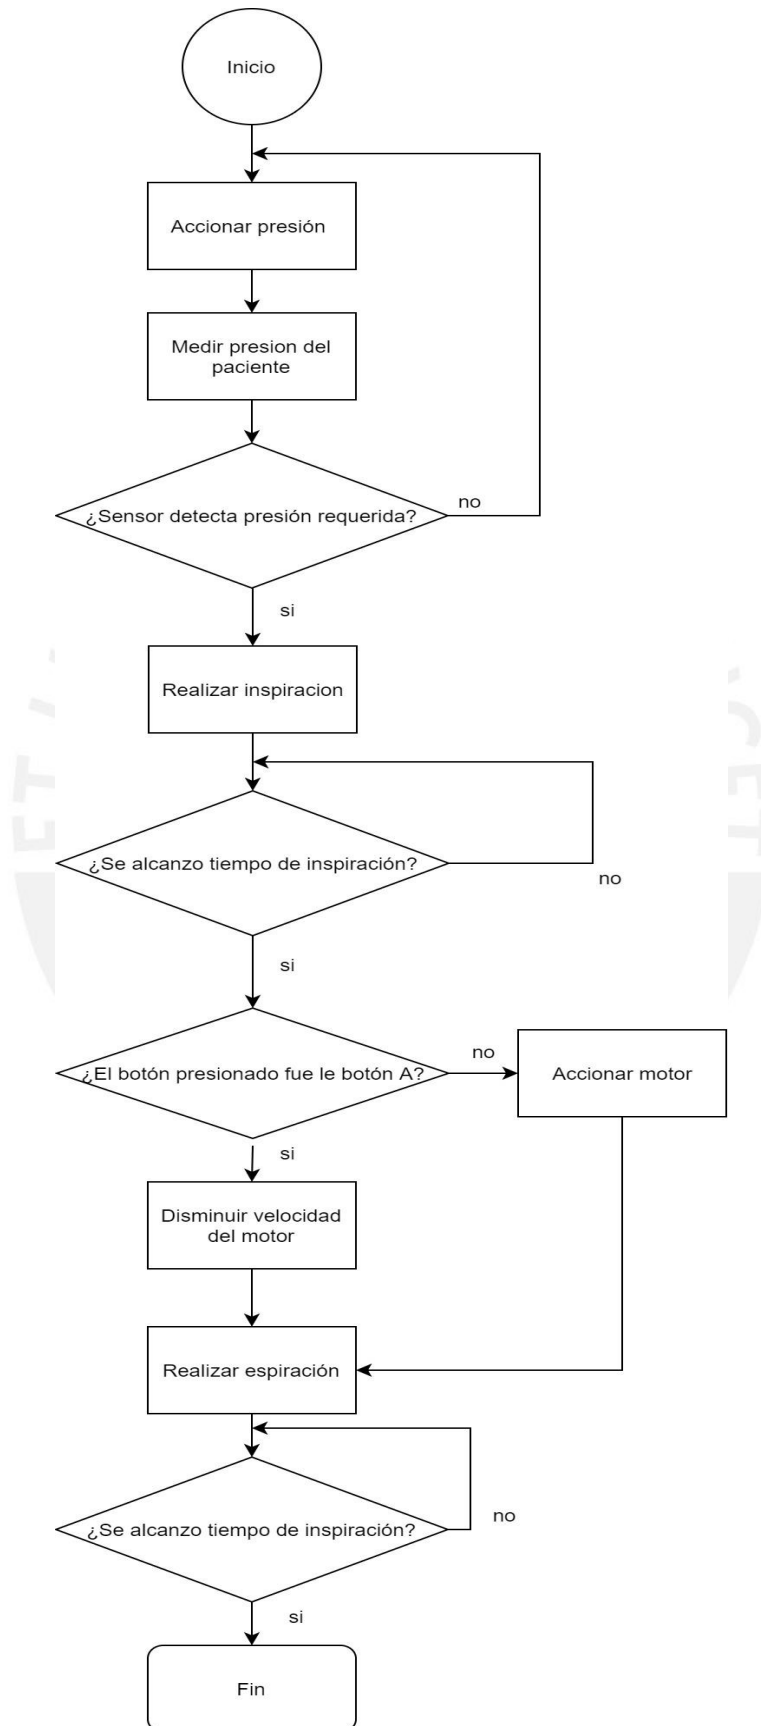 Inicio
Accionar presión
Medir presion del
paciente
¿Sensor detecta presión requerida?
no
si
Realizar inspiracion
¿Se alcanzo tiempo de inspiración?
no
si
¿El botón presionado fue le botón A?
no
Accionar motor
si
Disminuir velocidad
del motor
Realizar espiración
¿Se alcanzo tiempo de inspiración?
no
si
Fin